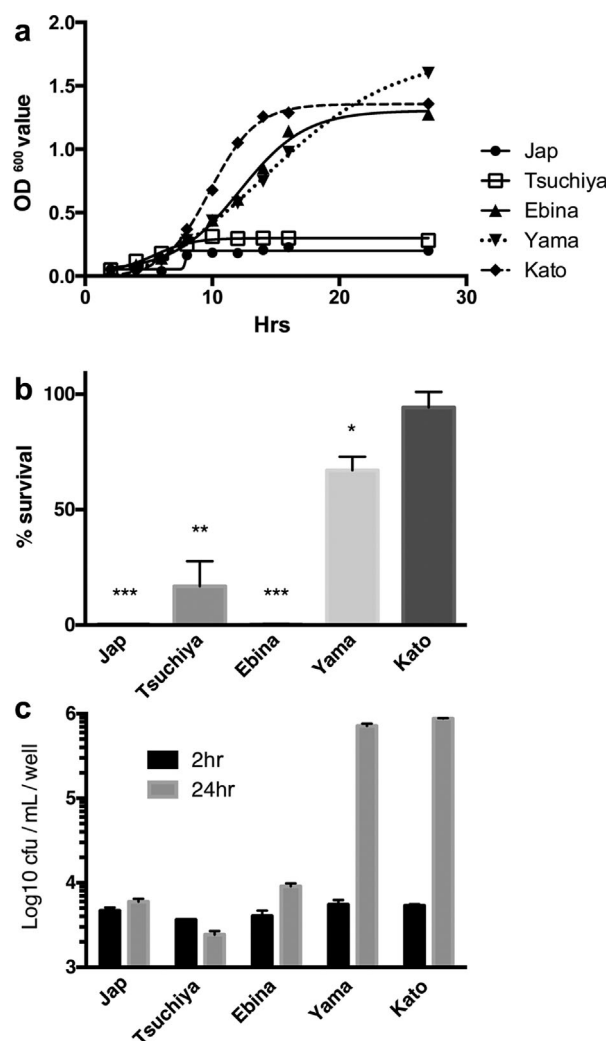 a
2.0
1.5
1.0
0.5
0.0
OD 600 value
0 10 20 30
Hrs
Jap
Tsuchiya
Ebina
Yama
Kato
b
100
50
0
% survival
*** ** *** *
Jap Tsuchiya Ebina Yama Kato
c
6
5
4
3
Log10 cfu / mL / well
2hr
24hr
Jap Tsuchiya Ebina Yama Kato